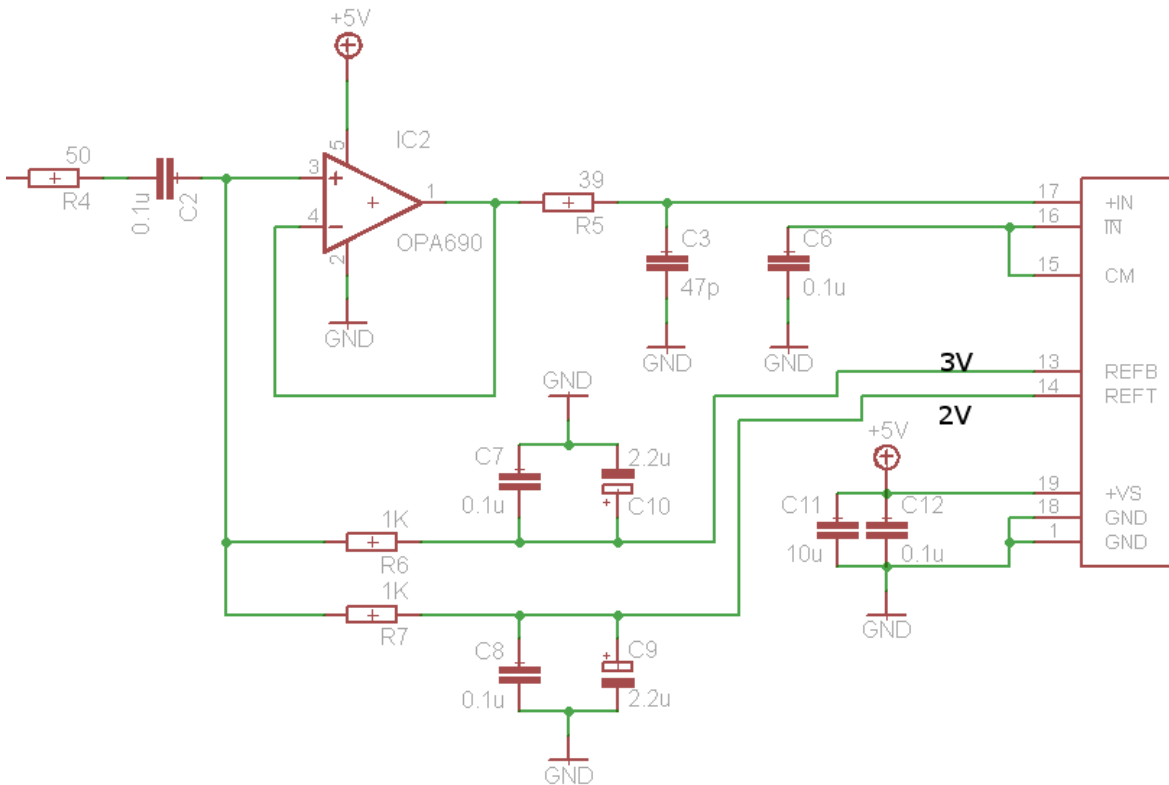 +5V
IC2
50
5
3
1
R4
0.1u
C2
4
2
OPA690
GND
39
R5
C3
47p
GND
C6
0.1u
GND
17
+IN
16
IN
15
CM
3V
13
REFB
14
REFT
2V
GND
C7
0.1u
2.2u
C10
+5V
C11
10u
C12
0.1u
19
+VS
18
GND
1
GND
GND
1K
R6
1K
R7
C8
0.1u
C9
2.2u
GND